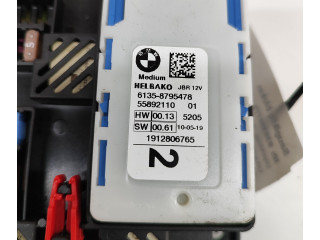 BMW
Medium
HELBAKO JBR 12V
6135-8795478
55892110 01
HW 00.13 5205
SW 00.61 10-05-19
1912806765
2